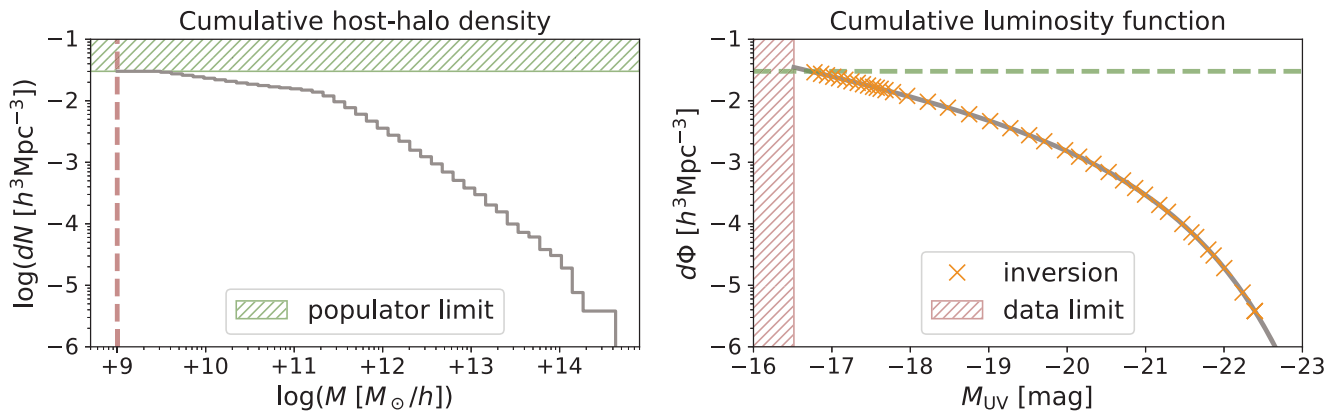 Cumulative host-halo density
log(dN [h³Mpc⁻³])
−1
−2
−3
−4
−5
−6
populator limit
+9 +10 +11 +12 +13 +14
log(M [M⊙/h])
Cumulative luminosity function
dΦ [h³Mpc⁻³]
−1
−2
−3
−4
−5
−6
inversion
data limit
−16 −17 −18 −19 −20 −21 −22 −23
M_UV [mag]